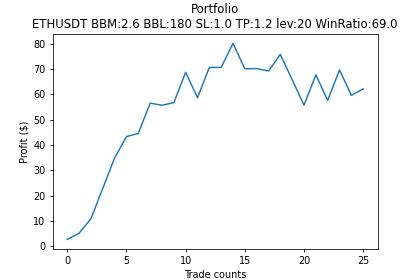 Portfolio
ETHUSDT BBM:2.6 BBL:180 SL:1.0 TP:1.2 lev:20 WinRatio:69.0
80
70
60
50
40
30
20
10
0
Profit ($)
0 5 10 15 20 25
Trade counts